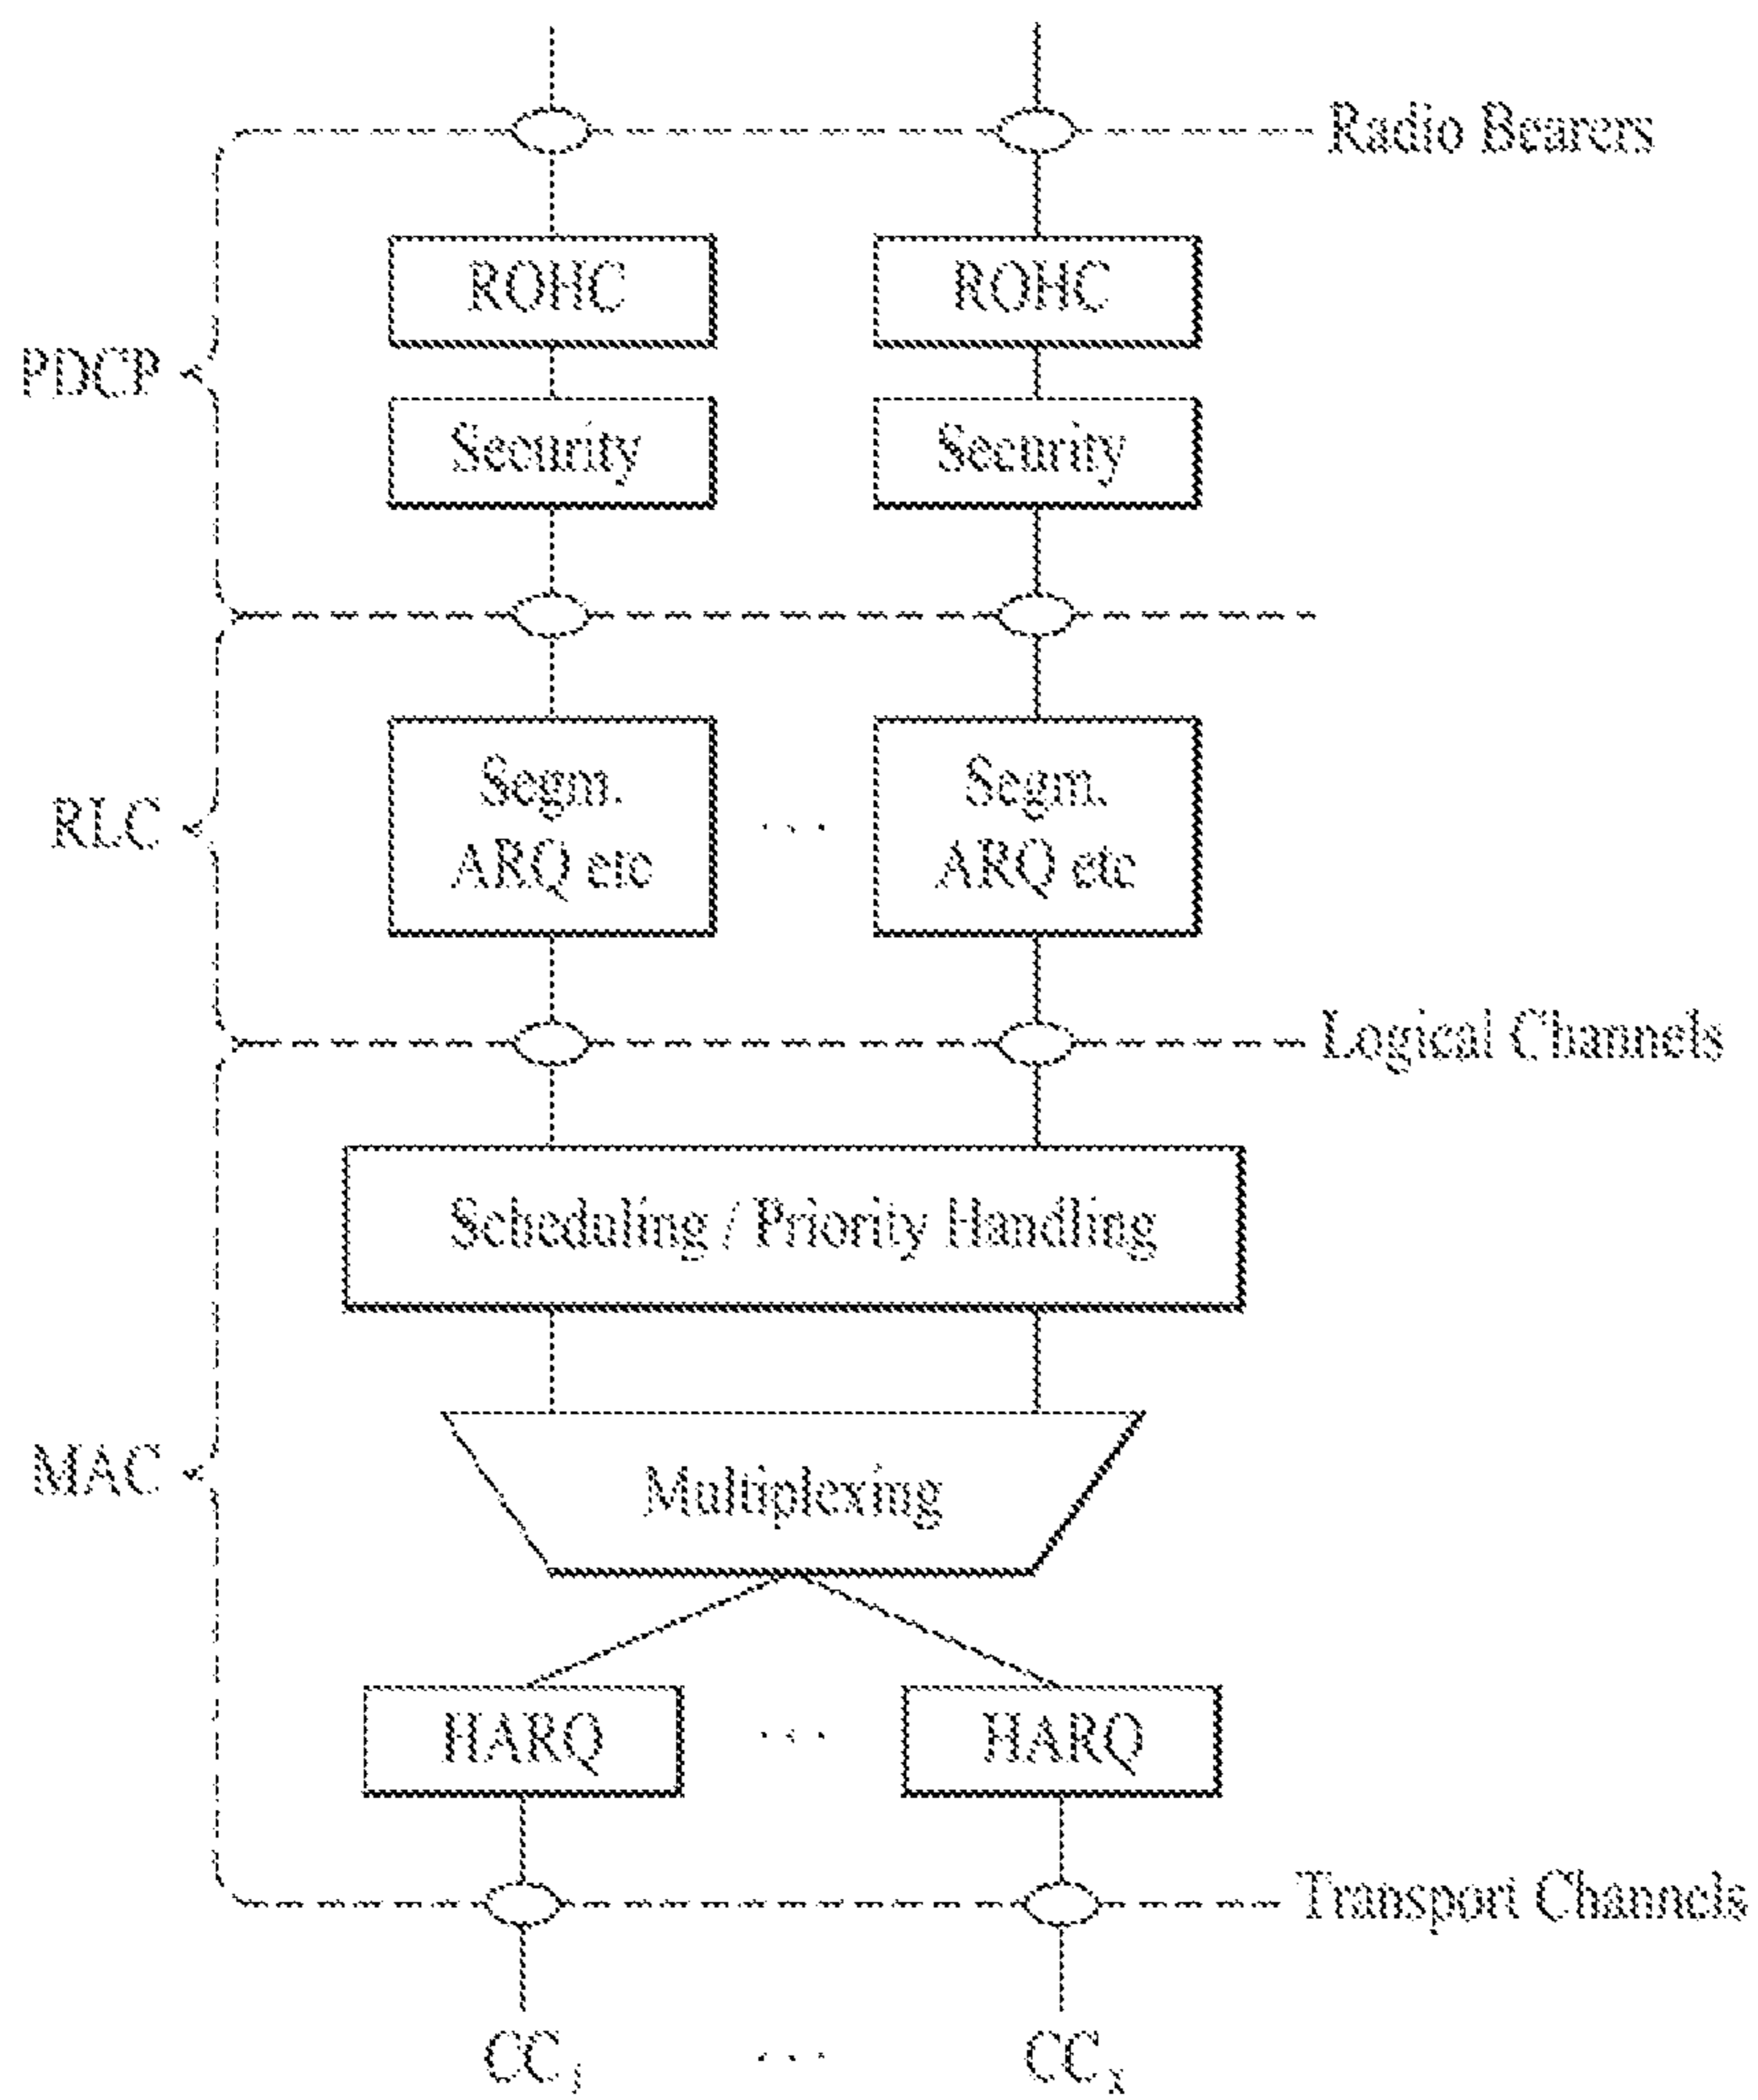 Radio Bearers
ROHC
ROHC
PDCP
Security
Security
Segm.
ARQ etc
RLC
...
Segm.
ARQ etc
Logical Channels
Scheduling / Priority Handling
MAC
Multiplexing
HARQ
...
HARQ
Transport Channels
CC
...
CCx